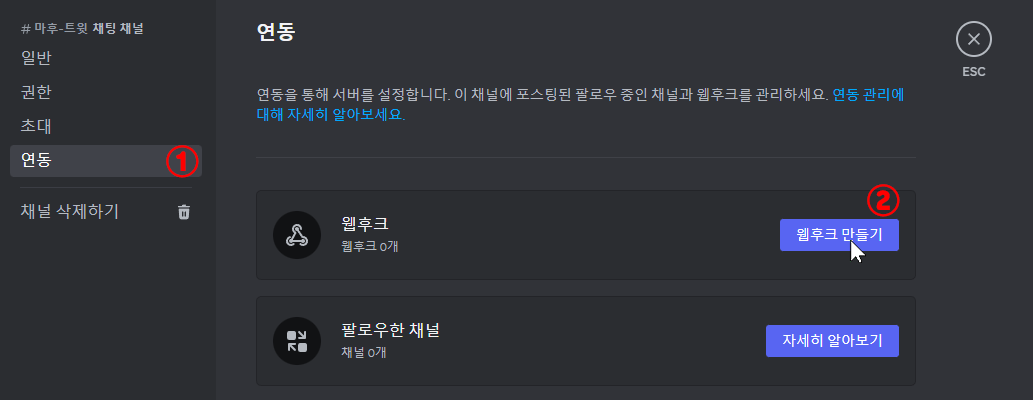 # 마후-트윗 채팅 채널
일반
권한
초대
연동
①
채널 삭제하기
연동
ESC
연동을 통해 서버를 설정합니다. 이 채널에 포스팅된 팔로우 중인 채널과 웹후크를 관리하세요. 연동 관리에
대해 자세히 알아보세요.
②
웹후크
웹후크 0개
웹후크 만들기
팔로우한 채널
채널 0개
자세히 알아보기